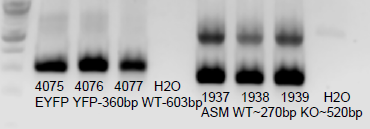 4075 4076 4077 H2O
EYFP YFP-360bp WT-603bp
1937 1938 1939 H2O
ASM WT~270bp KO~520bp